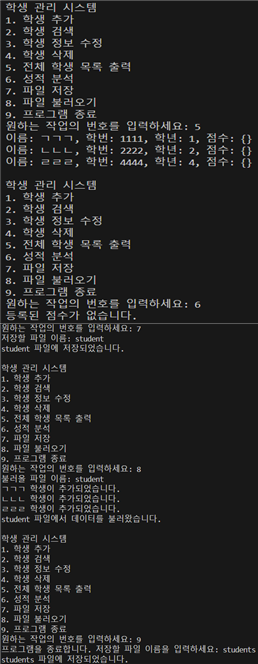 학생 관리 시스템
1. 학생 추가
2. 학생 검색
3. 학생 정보 수정
4. 학생 삭제
5. 전체 학생 목록 출력
6. 성적 분석
7. 파일 저장
8. 파일 불러오기
9. 프로그램 종료
원하는 작업의 번호를 입력하세요: 5
이름: ㄱㄱㄱ, 학번: 1111, 학년: 1, 점수: {}
이름: ㄴㄴㄴ, 학번: 2222, 학년: 2, 점수: {}
이름: ㄹㄹㄹ, 학번: 4444, 학년: 4, 점수: {}
학생 관리 시스템
1. 학생 추가
2. 학생 검색
3. 학생 정보 수정
4. 학생 삭제
5. 전체 학생 목록 출력
6. 성적 분석
7. 파일 저장
8. 파일 불러오기
9. 프로그램 종료
원하는 작업의 번호를 입력하세요: 6
등록된 점수가 없습니다.
원하는 작업의 번호를 입력하세요: 7
저장할 파일 이름: student
student 파일에 저장되었습니다.
학생 관리 시스템
1. 학생 추가
2. 학생 검색
3. 학생 정보 수정
4. 학생 삭제
5. 전체 학생 목록 출력
6. 성적 분석
7. 파일 저장
8. 파일 불러오기
9. 프로그램 종료
원하는 작업의 번호를 입력하세요: 8
불러올 파일 이름: student
ㄱㄱㄱ 학생이 추가되었습니다.
ㄴㄴㄴ 학생이 추가되었습니다.
ㄹㄹㄹ 학생이 추가되었습니다.
student 파일에서 데이터를 불러왔습니다.
학생 관리 시스템
1. 학생 추가
2. 학생 검색
3. 학생 정보 수정
4. 학생 삭제
5. 전체 학생 목록 출력
6. 성적 분석
7. 파일 저장
8. 파일 불러오기
9. 프로그램 종료
원하는 작업의 번호를 입력하세요: 9
프로그램을 종료합니다. 저장할 파일 이름을 입력하세요: students
students 파일에 저장되었습니다.